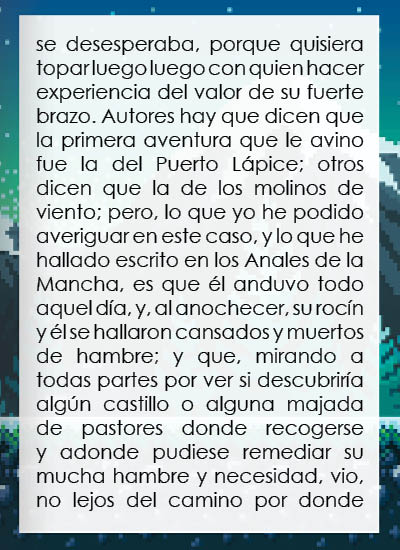 se desesperaba, porque quisiera
topar luego luego con quien hacer
experiencia del valor de su fuerte
brazo. Autores hay que dicen que
la primera aventura que le avino
fue la del Puerto Lápice; otros
dicen que la de los molinos de
viento; pero, lo que yo he podido
averiguar en este caso, y lo que he
hallado escrito en los Anales de la
Mancha, es que él anduvo todo
aquel día, y, al anochecer, su rocín
y él se hallaron cansados y muertos
de hambre; y que, mirando a
todas partes por ver si descubriría
algún castillo o alguna majada
de pastores donde recogerse
y adonde pudiese remediar su
mucha hambre y necesidad, vio,
no lejos del camino por donde